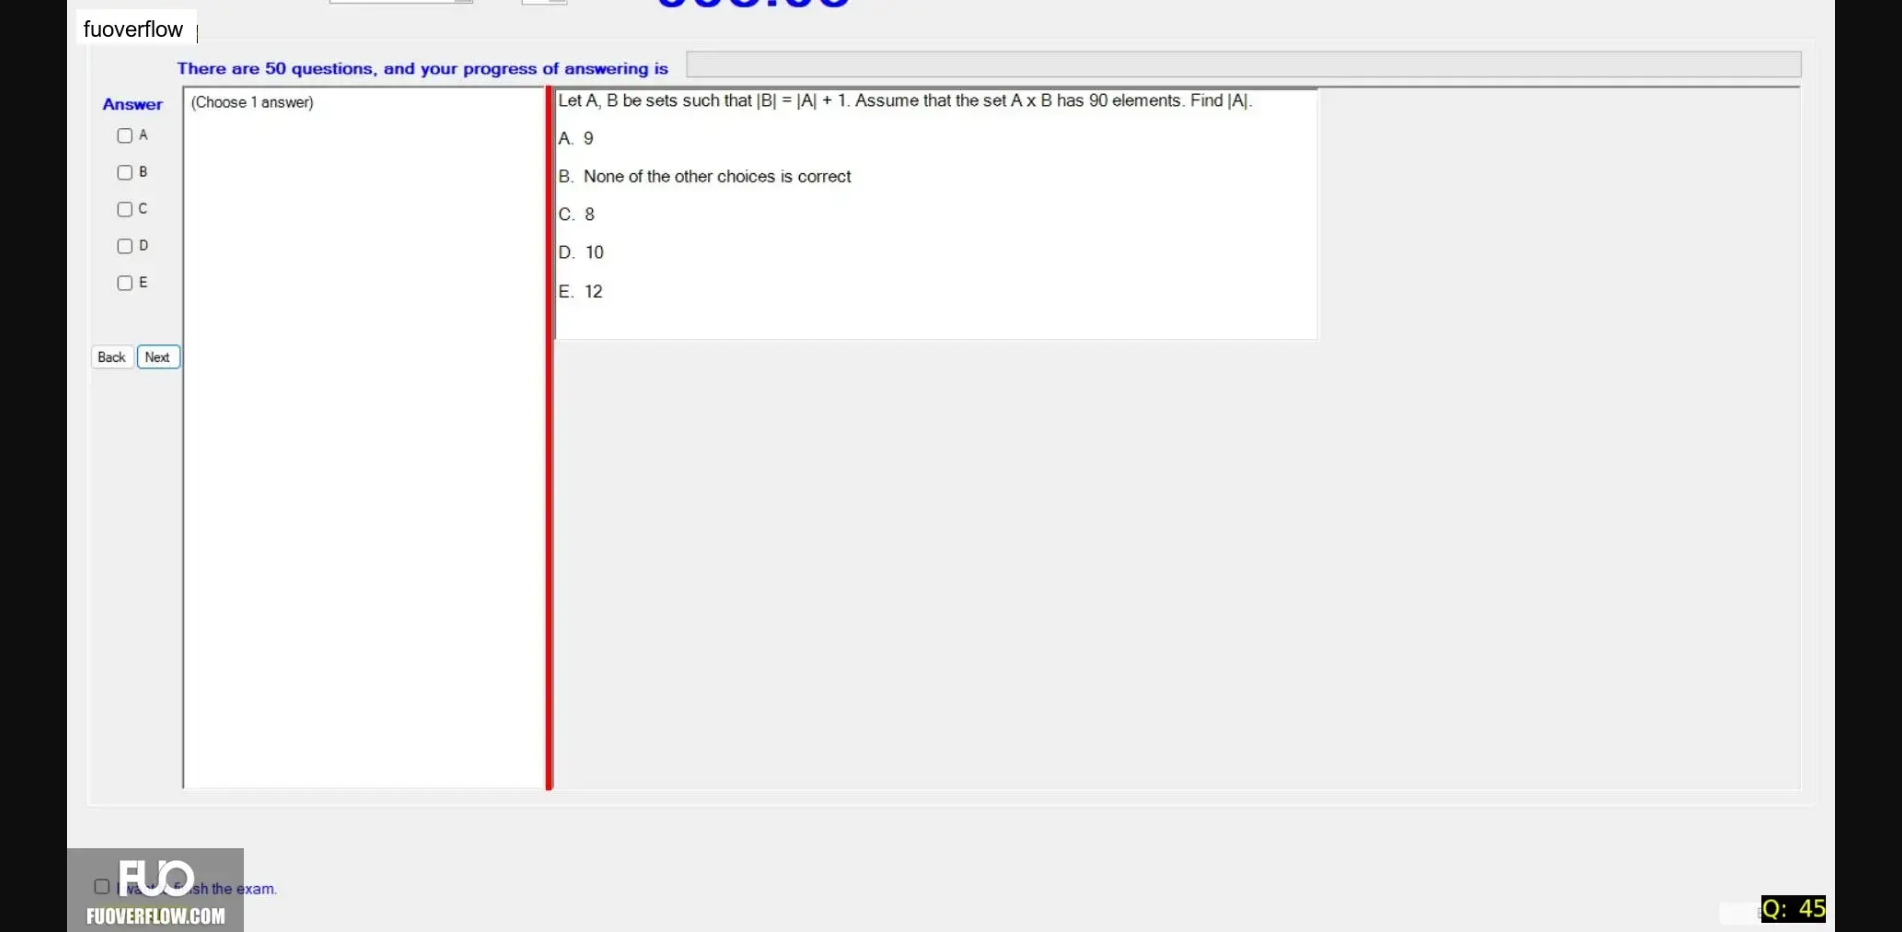 fuoverflow
There are 50 questions, and your progress of answering is
Answer
(Choose 1 answer)
A
B
C
D
E
Back Next
Let A, B be sets such that |B| = |A| + 1. Assume that the set A x B has 90 elements. Find |A|.
A. 9
B. None of the other choices is correct
C. 8
D. 10
E. 12
FUO
sh the exam.
FUOVERFLOW.COM
Q: 45